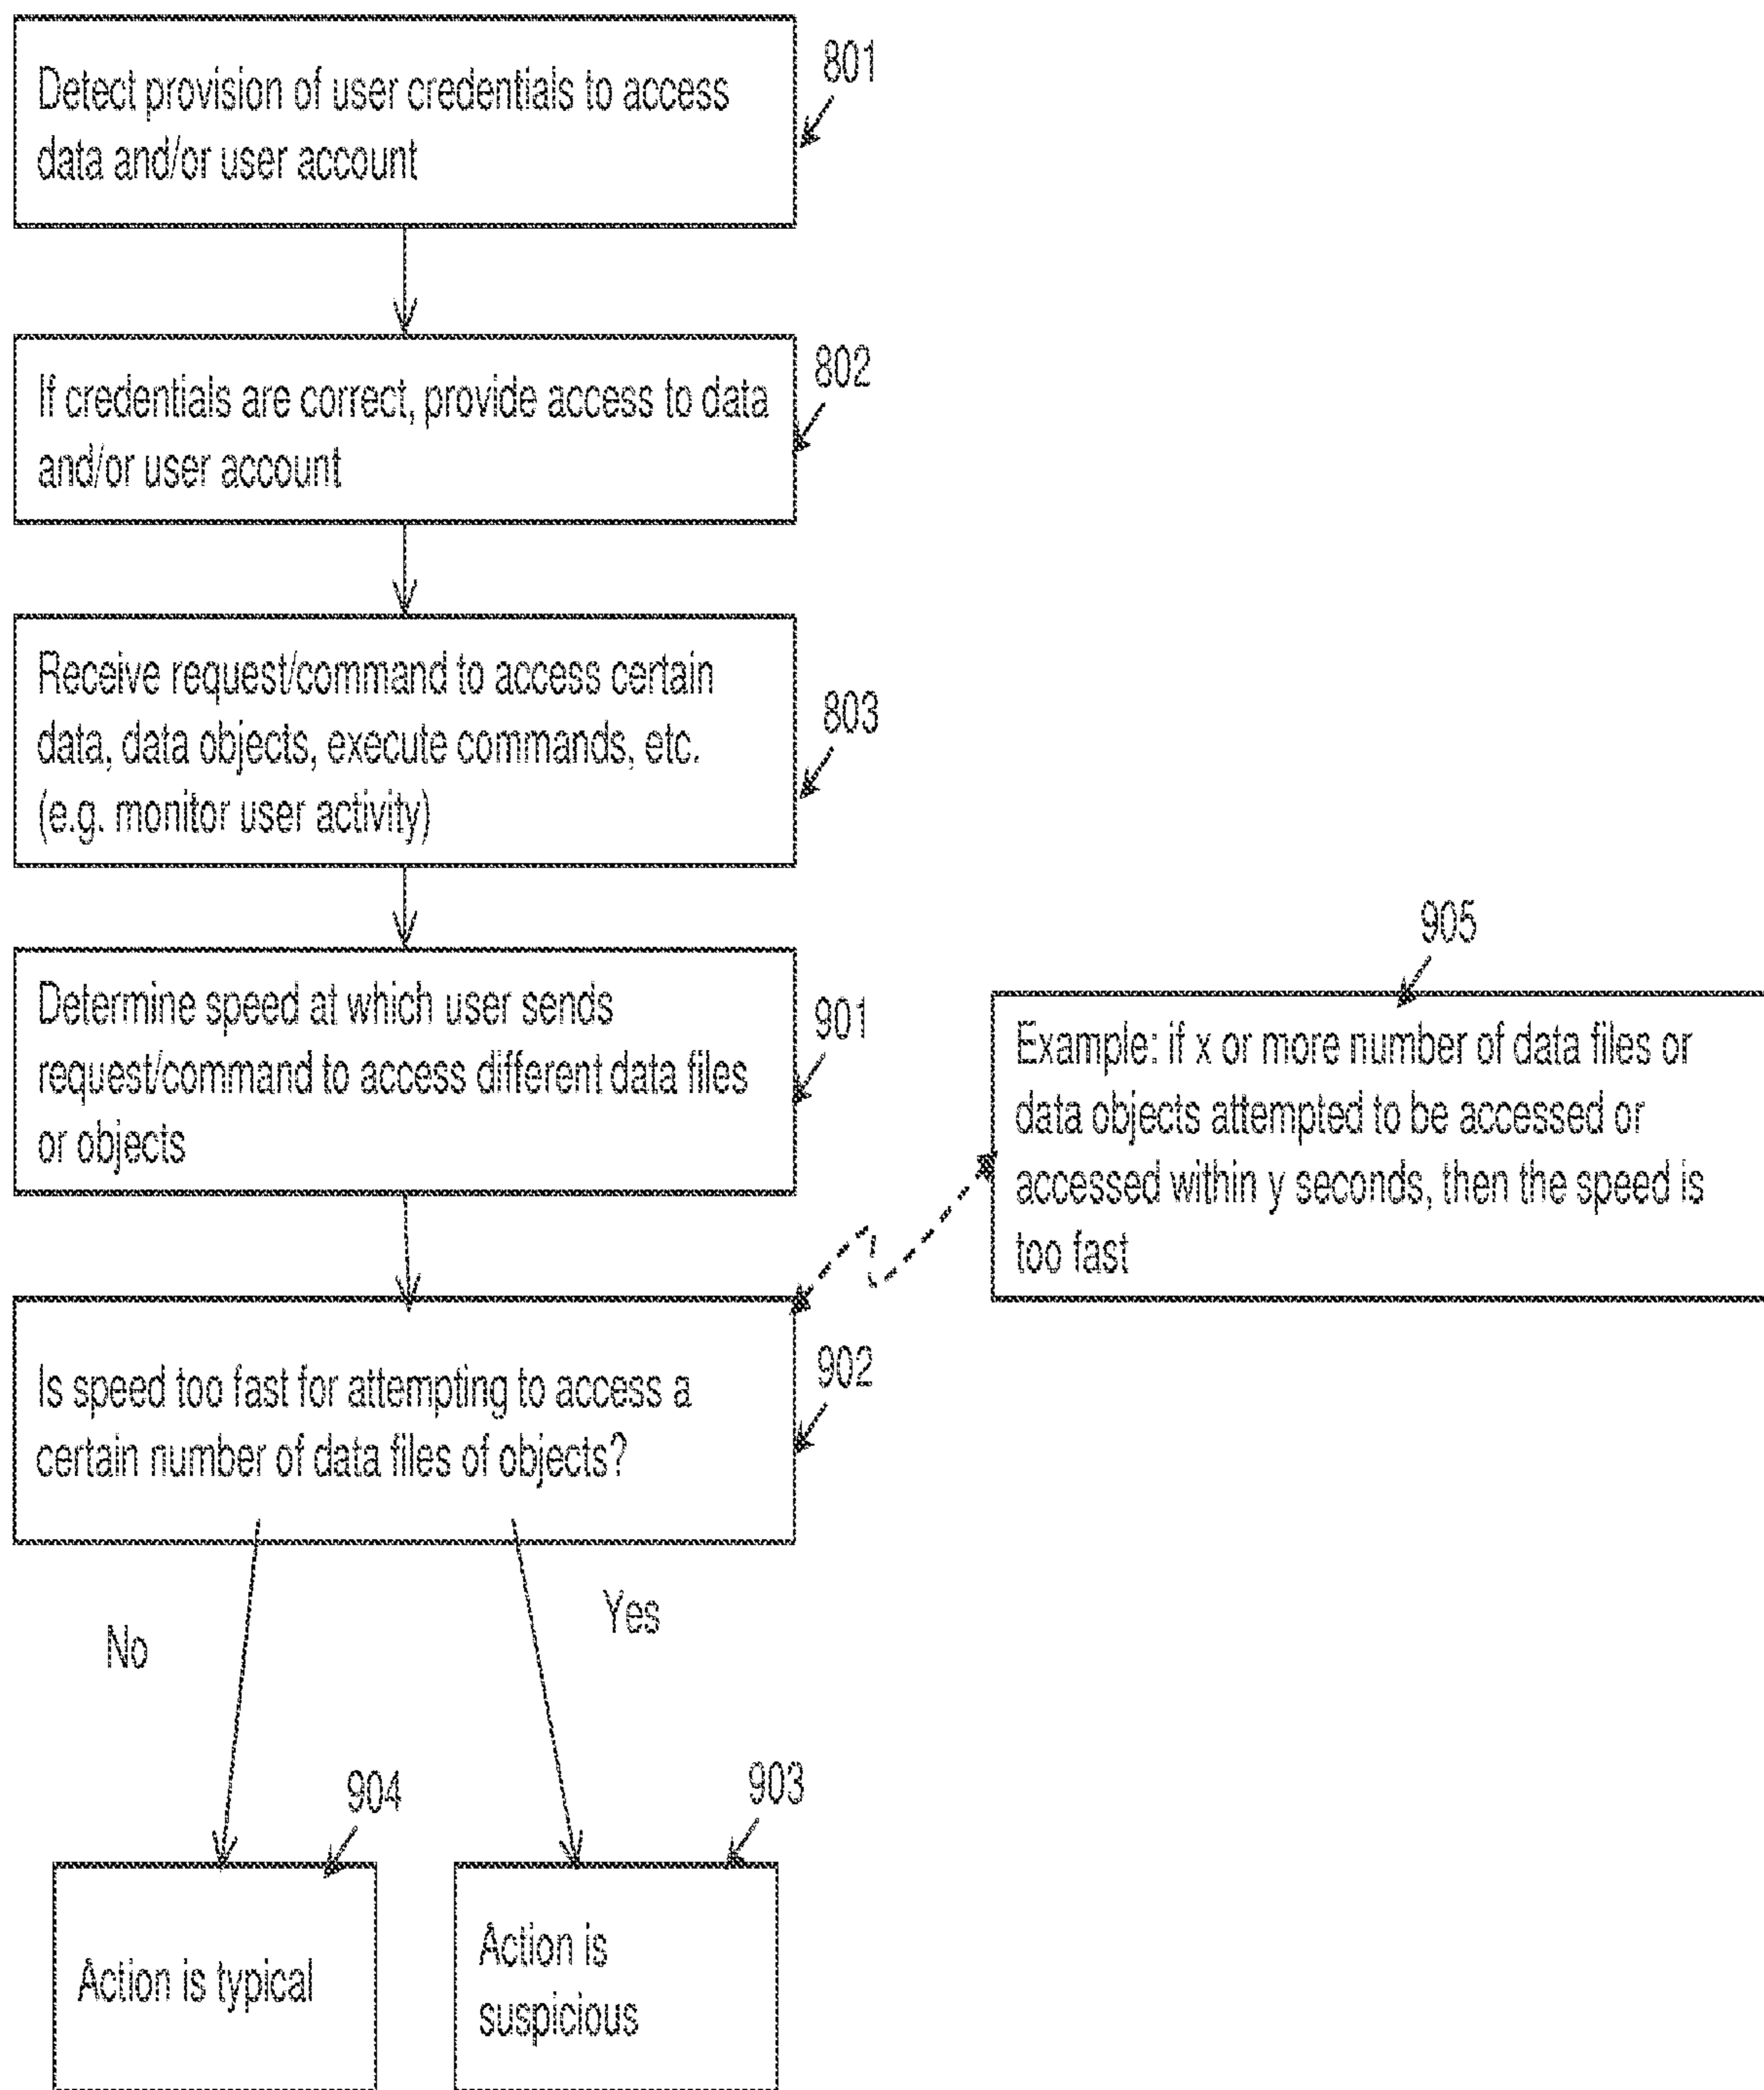 801
Detect provision of user credentials to access
data and/or user account
802
If credentials are correct, provide access to data
and/or user account
803
Receive request/command to access certain
data, data objects, execute commands, etc.
(e.g. monitor user activity)
901
Determine speed at which user sends
request/command to access different data files
or objects
905
Example: if x or more number of data files or
data objects attempted to be accessed or
accessed within y seconds, then the speed is
too fast
902
Is speed too fast for attempting to access a
certain number of data files of objects?
No
Yes
904
Action is typical
903
Action is
suspicious